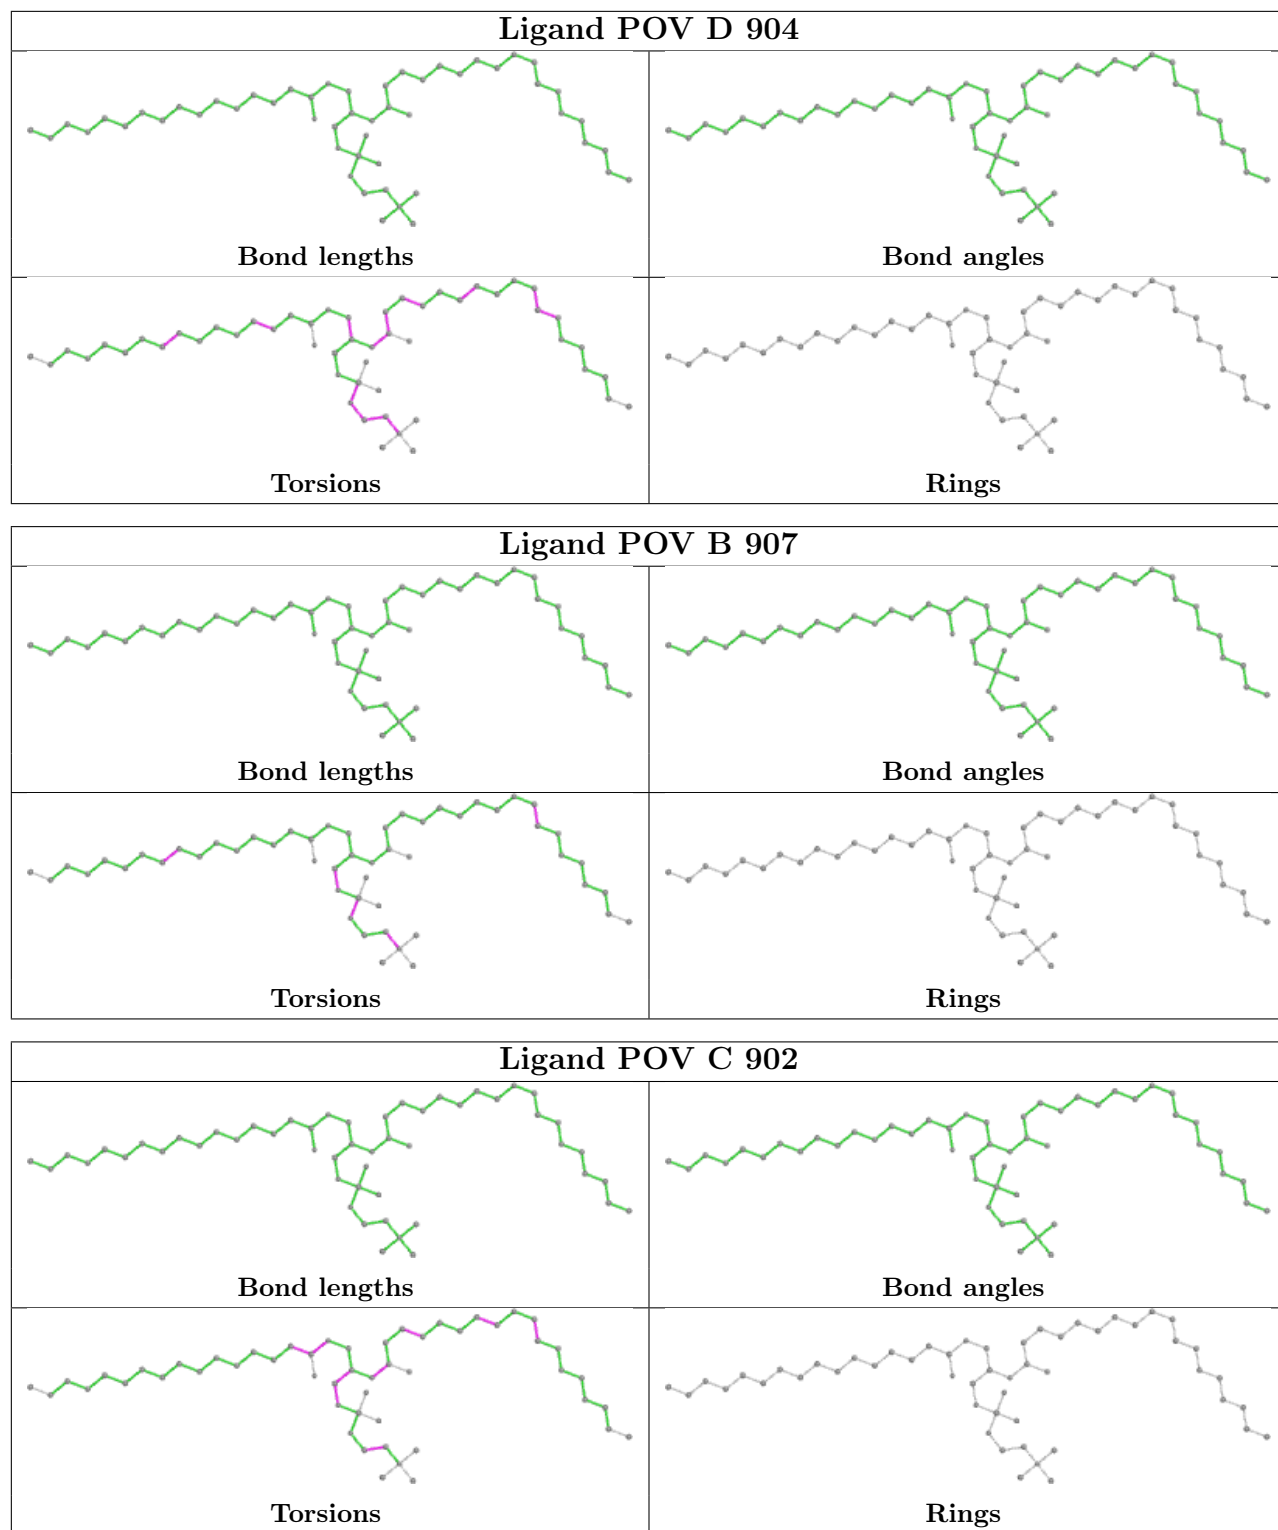 Ligand POV D 904
Bond lengths
Bond angles
Torsions
Rings
Ligand POV B 907
Bond lengths
Bond angles
Torsions
Rings
Ligand POV C 902
Bond lengths
Bond angles
Torsions
Rings